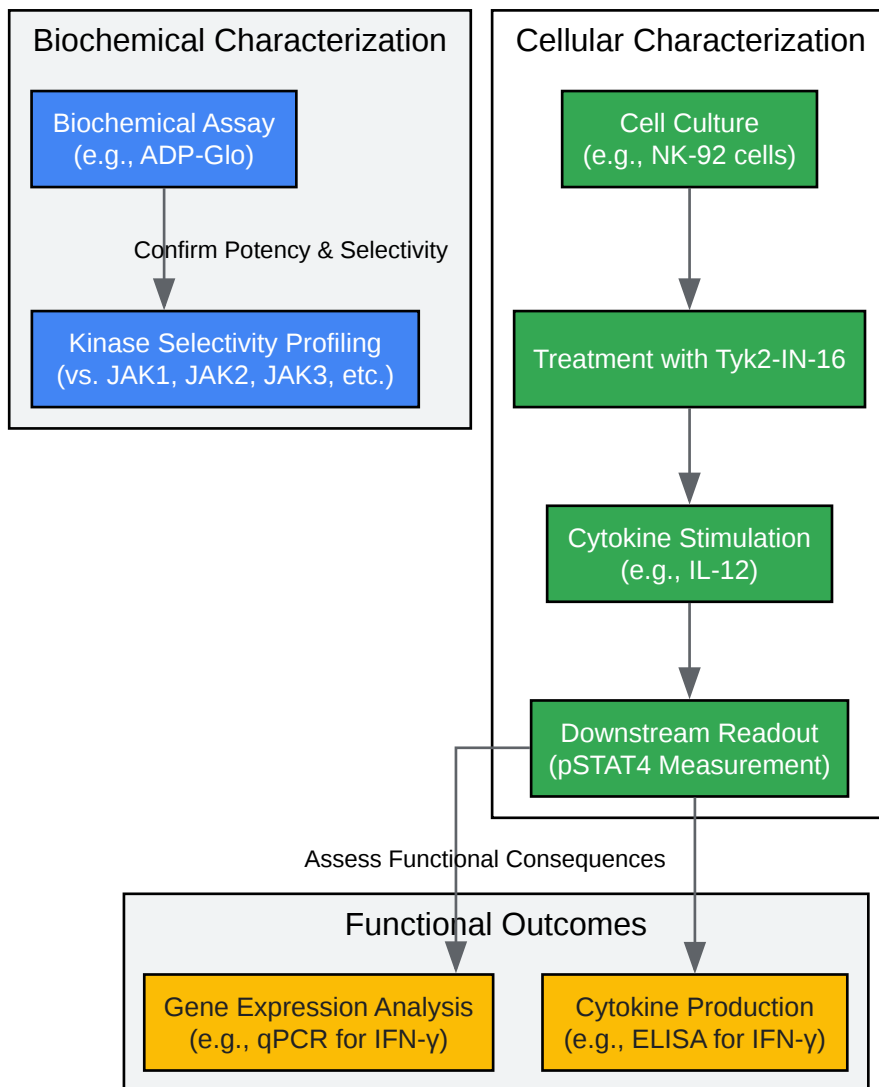 Biochemical Characterization
Biochemical Assay
(e.g., ADP-Glo)
Confirm Potency & Selectivity
Kinase Selectivity Profiling
(vs. JAK1, JAK2, JAK3, etc.)
Cellular Characterization
Cell Culture
(e.g., NK-92 cells)
Treatment with Tyk2-IN-16
Cytokine Stimulation
(e.g., IL-12)
Downstream Readout
(pSTAT4 Measurement)
Assess Functional Consequences
Functional Outcomes
Gene Expression Analysis
(e.g., qPCR for IFN-γ)
Cytokine Production
(e.g., ELISA for IFN-γ)